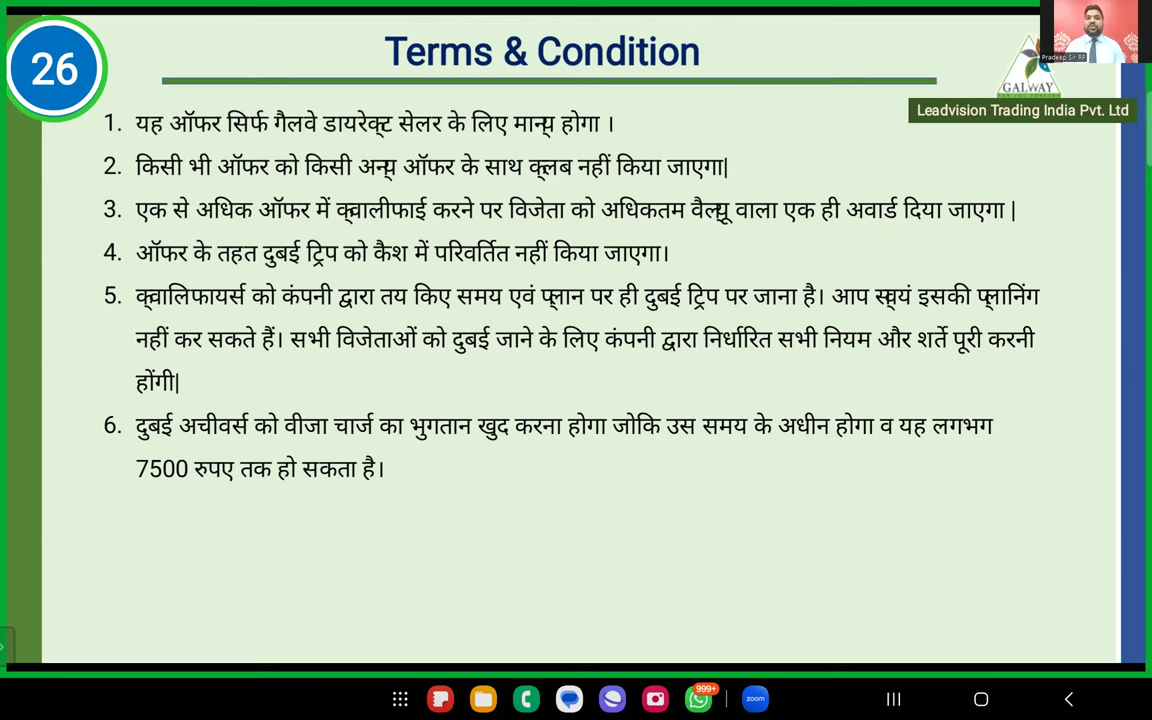 26
Terms & Condition
Pradeep Sir RP
GALWAY
Leadvision Trading India Pvt. Ltd
1. यह ऑफर सिर्फ गैलवे डायरेक्ट सेलर के लिए मान्य होगा ।
2. किसी भी ऑफर को किसी अन्य ऑफर के साथ क्लब नहीं किया जाएगा|
3. एक से अधिक ऑफर में क्वालीफाई करने पर विजेता को अधिकतम वैल्यू वाला एक ही अवार्ड दिया जाएगा |
4. ऑफर के तहत दुबई ट्रिप को कैश में परिवर्तित नहीं किया जाएगा।
5. क्वालिफायर्स को कंपनी द्वारा तय किए समय एवं प्लान पर ही दुबई ट्रिप पर जाना है। आप स्वयं इसकी प्लानिंग
नहीं कर सकते हैं। सभी विजेताओं को दुबई जाने के लिए कंपनी द्वारा निर्धारित सभी नियम और शर्ते पूरी करनी
होंगी|
6. दुबई अचीवर्स को वीजा चार्ज का भुगतान खुद करना होगा जोकि उस समय के अधीन होगा व यह लगभग
7500 रुपए तक हो सकता है।
999+
zoom